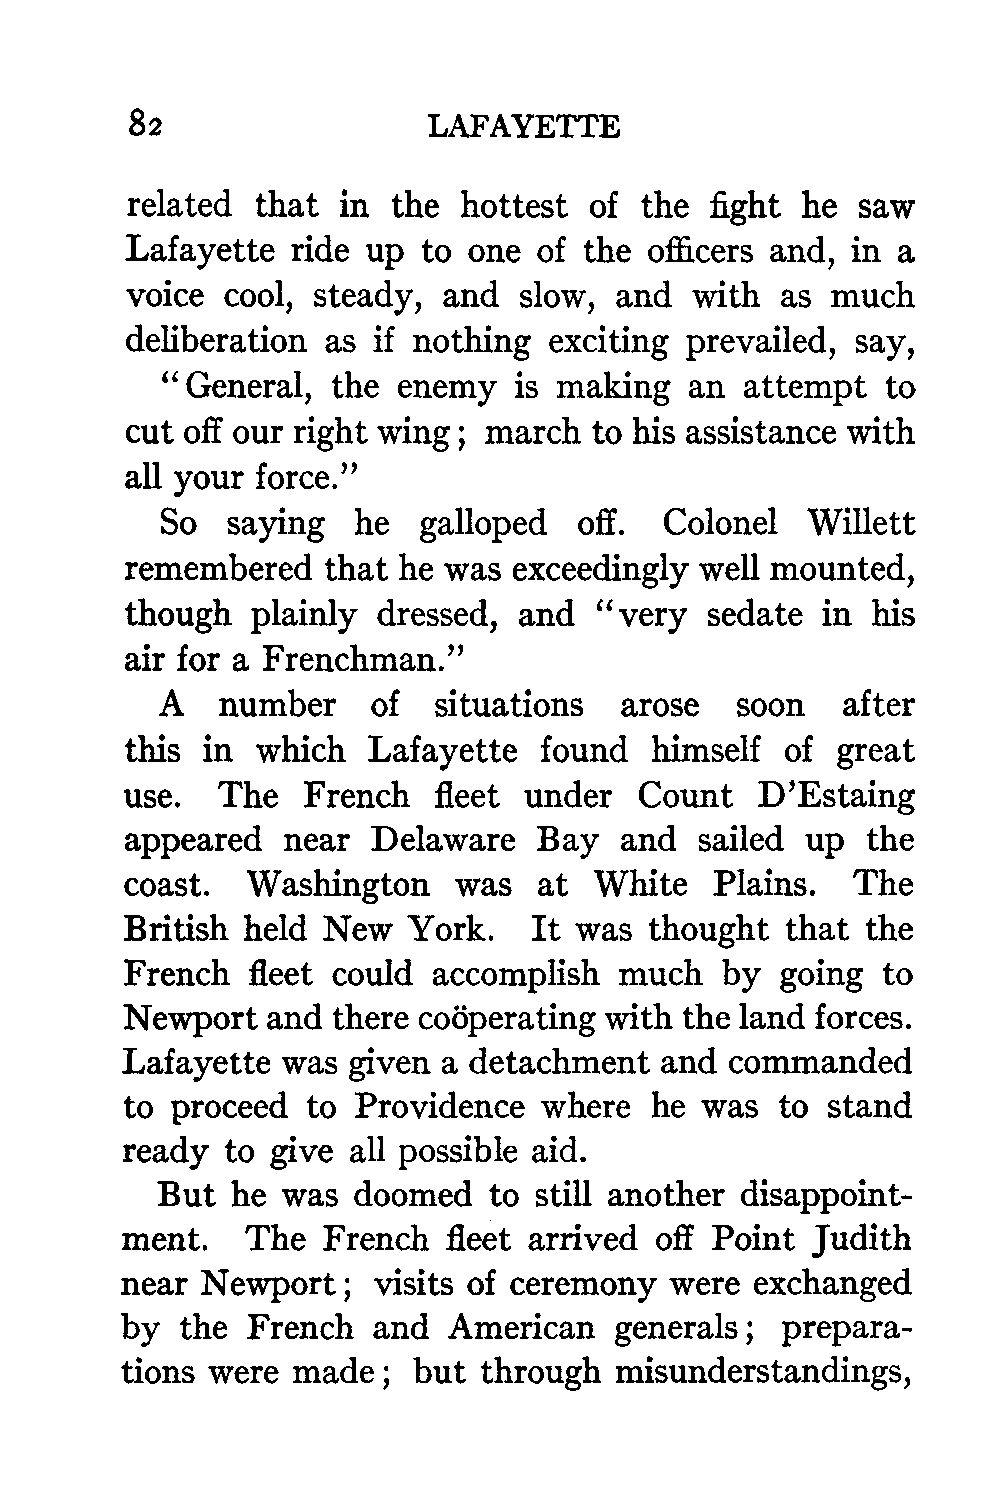 82 LAFAYETTE
related that in the hottest of the fight he saw
Lafayette ride up to one of the officers and, in a
voice cool, steady, and slow, and with as much
deliberation as if nothing exciting prevailed, say,
“General, the enemy is making an attempt to
cut off our right wing; march to his assistance with
all your force.”
So saying he galloped off. Colonel Willett
remembered that he was exceedingly well mounted,
though plainly dressed, and “very sedate in his
air for a Frenchman.”
A number of situations arose soon after
this in which Lafayette found himself of great
use. The French fleet under Count D’Estaing
appeared near Delaware Bay and sailed up the
coast. Washington was at White Plains. The
British held New York. It was thought that the
French fleet could accomplish much by going to
Newport and there coöperating with the land forces.
Lafayette was given a detachment and commanded
to proceed to Providence where he was to stand
ready to give all possible aid.
But he was doomed to still another disappoint-
ment. The French fleet arrived off Point Judith
near Newport; visits of ceremony were exchanged
by the French and American generals; prepara-
tions were made; but through misunderstandings,